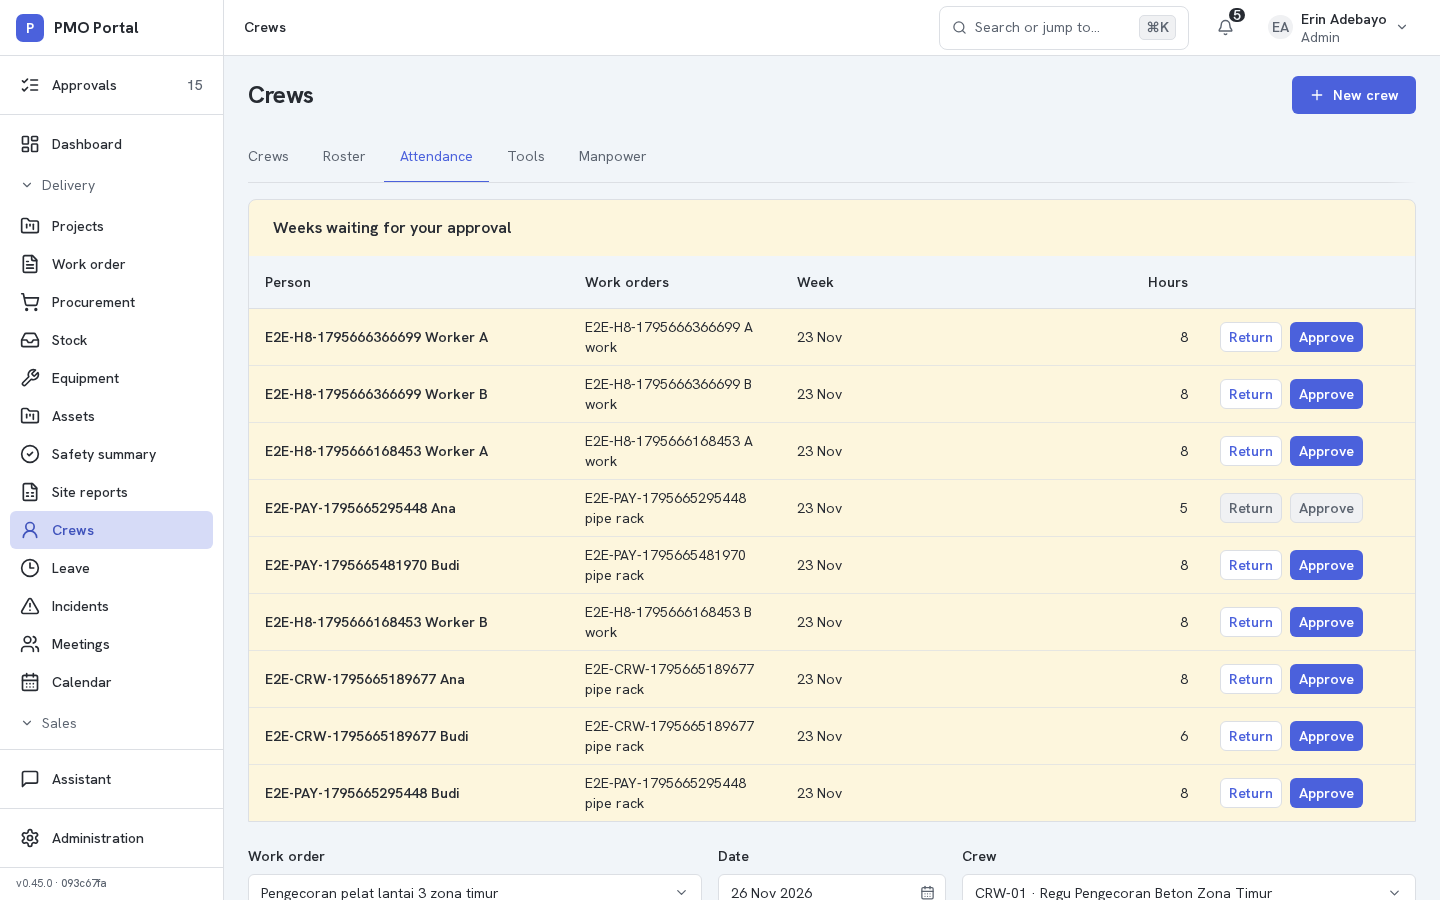 P PMO Portal
Crews
Search or jump to...
⌘K
5
EA
Erin Adebayo
Admin
Approvals 15
Dashboard
Delivery
Projects
Work order
Procurement
Stock
Equipment
Assets
Safety summary
Site reports
Crews
Leave
Incidents
Meetings
Calendar
Sales
Assistant
Administration
v0.45.0 · 093c67fa
Crews
New crew
Crews Roster Attendance Tools Manpower
Weeks waiting for your approval
Person Work orders Week Hours
E2E-H8-1795666366699 Worker A E2E-H8-1795666366699 A 23 Nov 8 Return Approve
work
E2E-H8-1795666366699 Worker B E2E-H8-1795666366699 B 23 Nov 8 Return Approve
work
E2E-H8-1795666168453 Worker A E2E-H8-1795666168453 A 23 Nov 8 Return Approve
work
E2E-PAY-1795665295448 Ana E2E-PAY-1795665295448 23 Nov 5 Return Approve
pipe rack
E2E-PAY-1795665481970 Budi E2E-PAY-1795665481970 23 Nov 8 Return Approve
pipe rack
E2E-H8-1795666168453 Worker B E2E-H8-1795666168453 B 23 Nov 8 Return Approve
work
E2E-CRW-1795665189677 Ana E2E-CRW-1795665189677 23 Nov 8 Return Approve
pipe rack
E2E-CRW-1795665189677 Budi E2E-CRW-1795665189677 23 Nov 6 Return Approve
pipe rack
E2E-PAY-1795665295448 Budi E2E-PAY-1795665295448 23 Nov 8 Return Approve
pipe rack
Work order Date Crew
Pengecoran pelat lantai 3 zona timur 26 Nov 2026 CRW-01 · Regu Pengecoran Beton Zona Timur